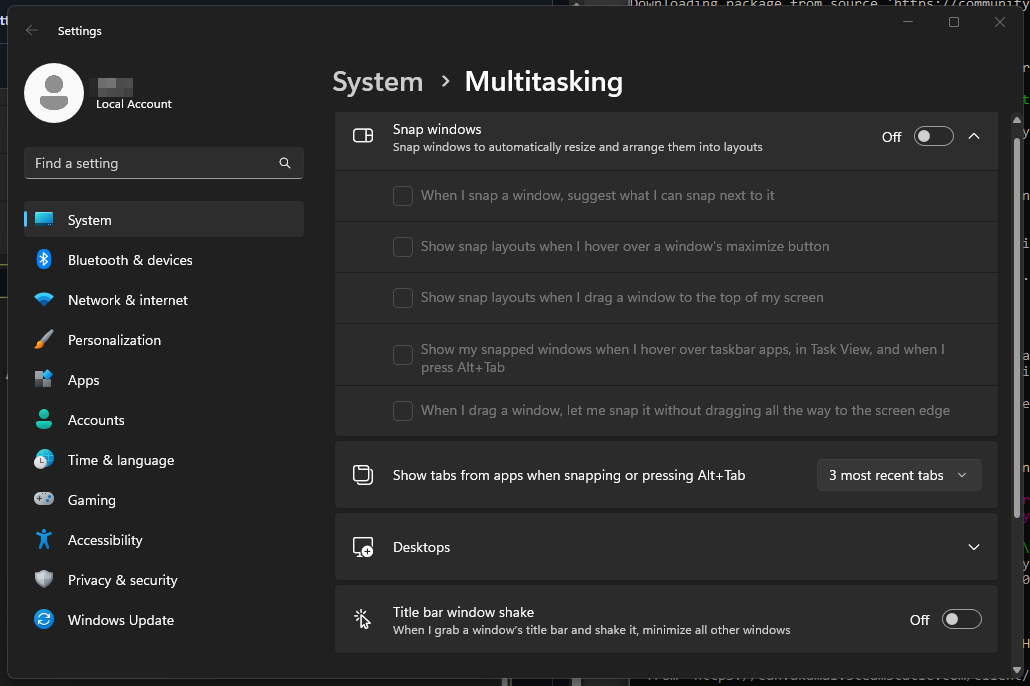 Downloading package from source 'https://community
Settings
Local Account
Find a setting
System
Bluetooth & devices
Network & internet
Personalization
Apps
Accounts
Time & language
Gaming
Accessibility
Privacy & security
Windows Update
System > Multitasking
Snap windows
Snap windows to automatically resize and arrange them into layouts
Off
When I snap a window, suggest what I can snap next to it
Show snap layouts when I hover over a window's maximize button
Show snap layouts when I drag a window to the top of my screen
Show my snapped windows when I hover over taskbar apps, in Task View, and when I
press Alt+Tab
When I drag a window, let me snap it without dragging all the way to the screen edge
Show tabs from apps when snapping or pressing Alt+Tab
3 most recent tabs
Desktops
Title bar window shake
When I grab a window's title bar and shake it, minimize all other windows
Off